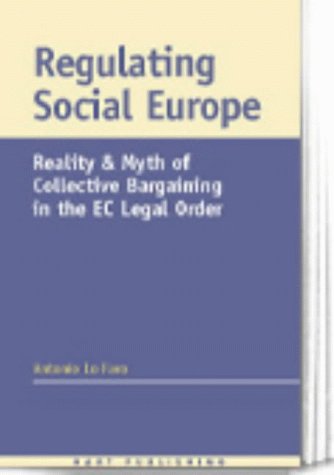 Regulating
Social Europe
Reality & Myth of
Collective Bargaining
in the EC Legal Order
Antonio Lo Faro
HART PUBLISHING